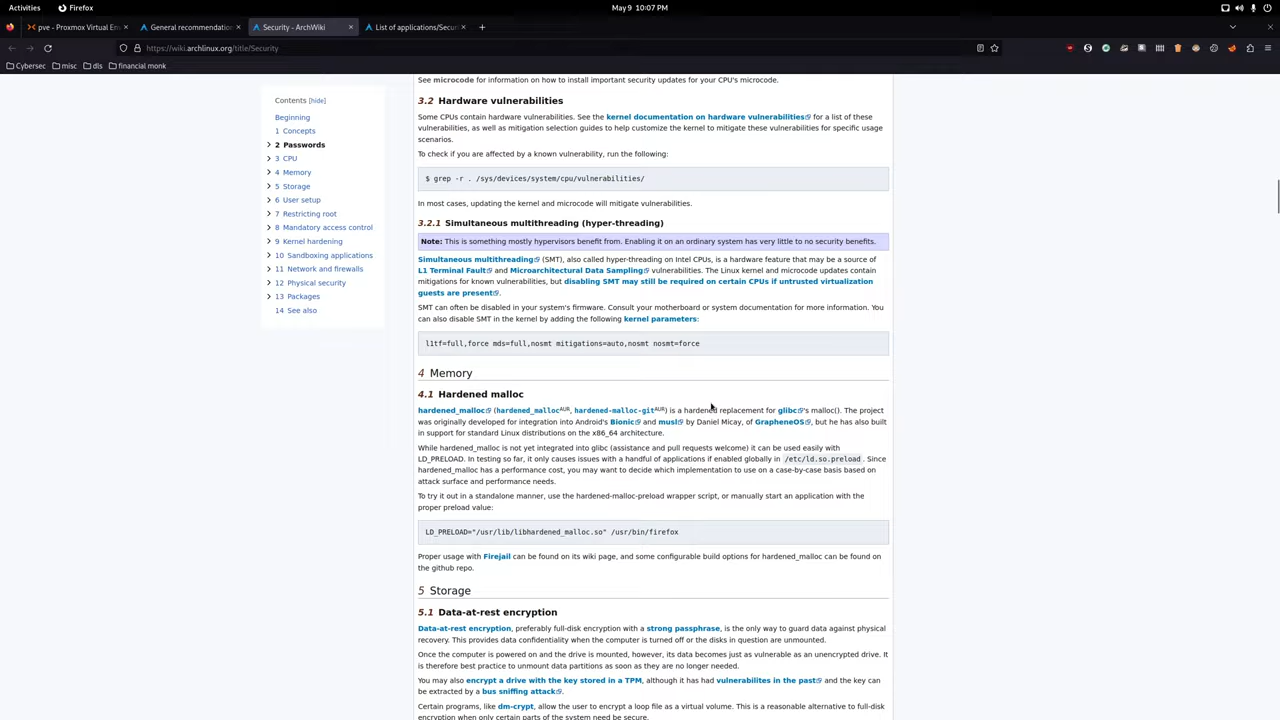 Activities
Firefox
May 9 10:07 PM
pve - Proxmox Virtual En
General recommendation
Security - ArchWiki
List of applications/Secur
https://wiki.archlinux.org/title/Security
Cybersec
misc
dls
financial monk
Contents [hide]
Beginning
1 Concepts
2 Passwords
3 CPU
4 Memory
5 Storage
6 User setup
7 Restricting root
8 Mandatory access control
9 Kernel hardening
10 Sandboxing applications
11 Network and firewalls
12 Physical security
13 Packages
14 See also
See microcode for information on how to install important security updates for your CPU's microcode.
3.2 Hardware vulnerabilities
Some CPUs contain hardware vulnerabilities. See the kernel documentation on hardware vulnerabilities for a list of these
vulnerabilities, as well as mitigation selection guides to help customize the kernel to mitigate these vulnerabilities for specific usage
scenarios.
To check if you are affected by a known vulnerability, run the following:
$ grep -r . /sys/devices/system/cpu/vulnerabilities/
In most cases, updating the kernel and microcode will mitigate vulnerabilities.
3.2.1 Simultaneous multithreading (hyper-threading)
Note: This is something mostly hypervisors benefit from. Enabling it on an ordinary system has very little to no security benefits.
Simultaneous multithreading (SMT), also called hyper-threading on Intel CPUs, is a hardware feature that may be a source of
L1 Terminal Fault and Microarchitectural Data Sampling vulnerabilities. The Linux kernel and microcode updates contain
mitigations for known vulnerabilities, but disabling SMT may still be required on certain CPUs if untrusted virtualization
guests are present.
SMT can often be disabled in your system's firmware. Consult your motherboard or system documentation for more information. You
can also disable SMT in the kernel by adding the following kernel parameters:
l1tf=full,force mds=full,nosmt mitigations=auto,nosmt nosmt=force
4 Memory
4.1 Hardened malloc
hardened_malloc (hardened_mallocAUR, hardened-malloc-gitAUR) is a hardened replacement for glibc's malloc(). The project
was originally developed for integration into Android's Bionic and musl by Daniel Micay, of GrapheneOS, but he has also built
in support for standard Linux distributions on the x86_64 architecture.
While hardened_malloc is not yet integrated into glibc (assistance and pull requests welcome) it can be used easily with
LD_PRELOAD. In testing so far, it only causes issues with a handful of applications if enabled globally in /etc/ld.so.preload. Since
hardened_malloc has a performance cost, you may want to decide which implementation to use on a case-by-case basis based on
attack surface and performance needs.
To try it out in a standalone manner, use the hardened-malloc-preload wrapper script, or manually start an application with the
proper preload value:
LD_PRELOAD="/usr/lib/libhardened_malloc.so" /usr/bin/firefox
Proper usage with Firejail can be found on its wiki page, and some configurable build options for hardened_malloc can be found on
the github repo.
5 Storage
5.1 Data-at-rest encryption
Data-at-rest encryption, preferably full-disk encryption with a strong passphrase, is the only way to guard data against physical
recovery. This provides data confidentiality when the computer is turned off or the disks in question are unmounted.
Once the computer is powered on and the drive is mounted, however, its data becomes just as vulnerable as an unencrypted drive. It
is therefore best practice to unmount data partitions as soon as they are no longer needed.
You may also encrypt a drive with the key stored in a TPM, although it has had vulnerabilites in the past and the key can
be extracted by a bus sniffing attack.
Certain programs, like dm-crypt, allow the user to encrypt a loop file as a virtual volume. This is a reasonable alternative to full-disk
encryption when only certain parts of the system need be secure.